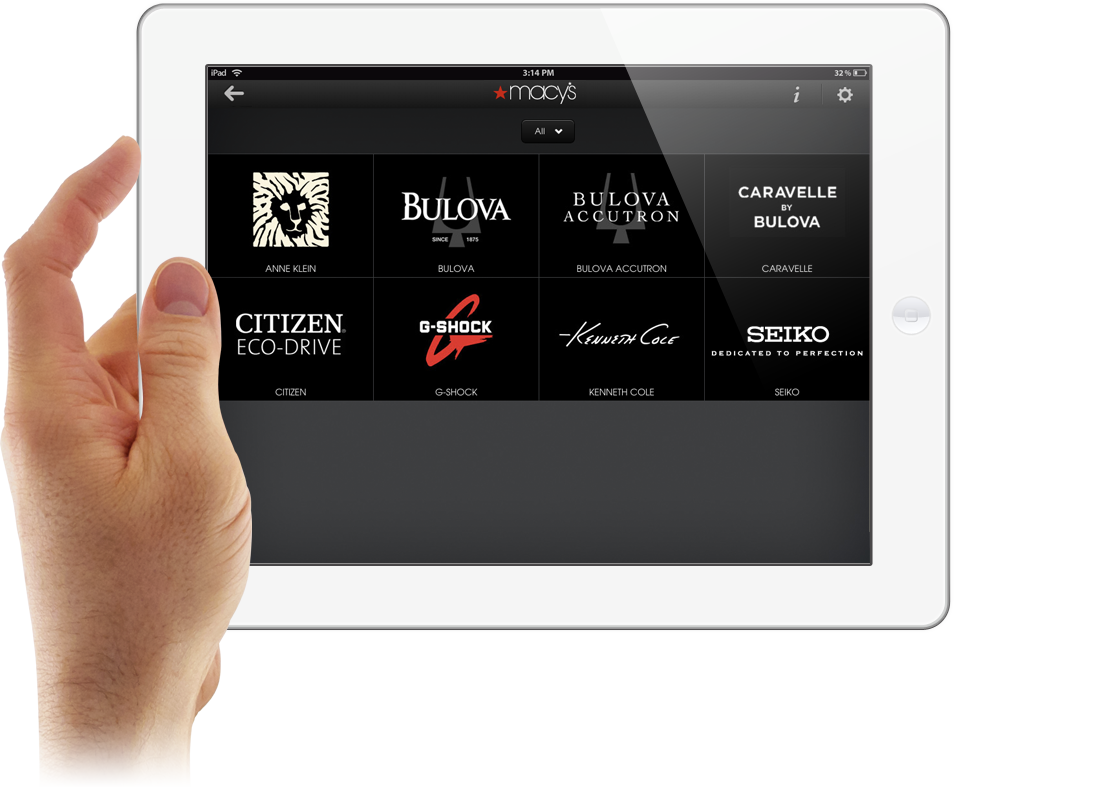 iPad 3:14 PM 32%
macy's i
All
BULOVA
SINCE 1875
BULOVA
ACCUTRON
CARAVELLE
BY
BULOVA
ANNE KLEIN BULOVA BULOVA ACCUTRON CARAVELLE
CITIZEN®
ECO-DRIVE
G-SHOCK
Kenneth Cole
SEIKO
DEDICATED TO PERFECTION
CITIZEN G-SHOCK KENNETH COLE SEIKO